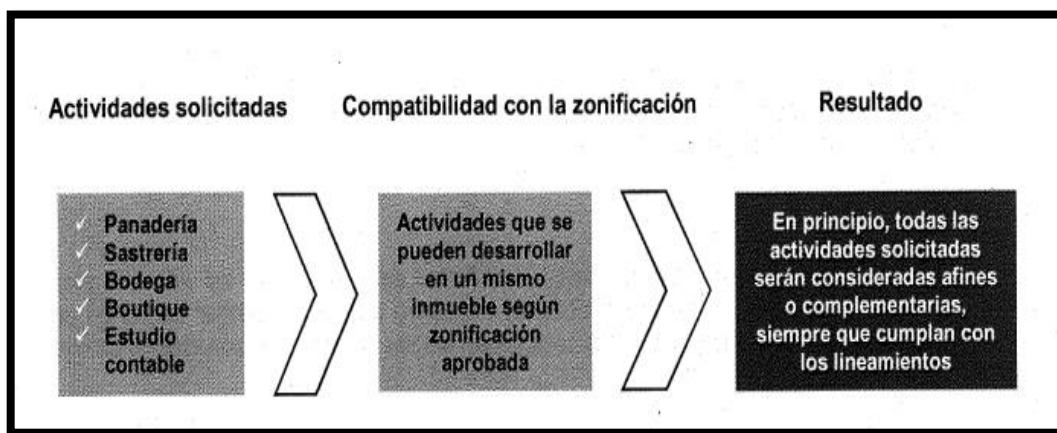 Actividades solicitadas
Compatibilidad con la zonificación
Resultado
✓ Panadería
✓ Sastrería
✓ Bodega
✓ Boutique
✓ Estudio
contable
Actividades que se
pueden desarrollar
en un mismo
inmueble según
zonificación
aprobada
En principio, todas las
actividades solicitadas
serán consideradas afines
o complementarias,
siempre que cumplan con
los lineamientos